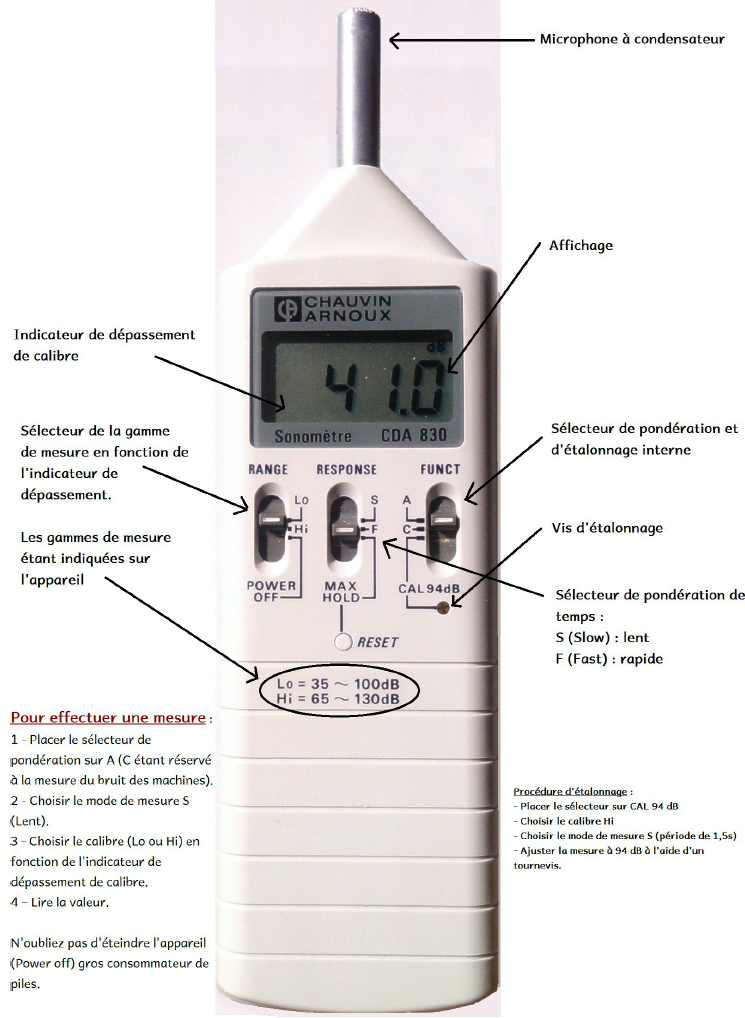 Microphone à condensateur
Affichage
CHAUVIN
ARNOUX
dB
41.0
Sonomètre CDA 830
Indicateur de dépassement
de calibre
Sélecteur de la gamme
de mesure en fonction de
l'indicateur de
dépassement.
Les gammes de mesure
étant indiquées sur
l'appareil
Sélecteur de pondération et
d'étalonnage interne
Vis d'étalonnage
Sélecteur de pondération de
temps :
S (Slow) : lent
F (Fast) : rapide
RANGE RESPONSE FUNCT
Lo S A
Hi F C
POWER
OFF
MAX
HOLD
CAL 94dB
RESET
Lo = 35 ~ 100dB
Hi = 65 ~ 130dB
Pour effectuer une mesure :
1 - Placer le sélecteur de
pondération sur A (C étant réservé
à la mesure du bruit des machines).
2 - Choisir le mode de mesure S
(Lent).
3 - Choisir le calibre (Lo ou Hi) en
fonction de l'indicateur de
dépassement de calibre.
4 - Lire la valeur.
N'oubliez pas d'éteindre l'appareil
(Power off) gros consommateur de
piles.
Procédure d'étalonnage :
- Placer le sélecteur sur CAL 94 dB
- Choisir le calibre Hi
- Choisir le mode de mesure S (période de 1,5s)
- Ajuster la mesure à 94 dB à l'aide d'un
tournevis.